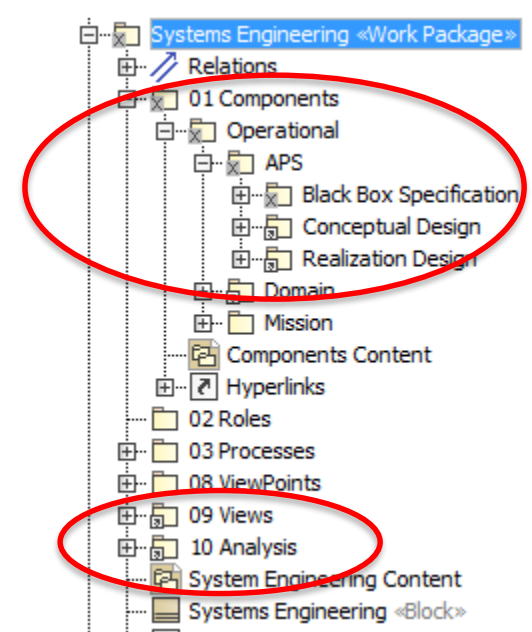 Systems Engineering «Work Package»
Relations
01 Components
Operational
APS
Black Box Specification
Conceptual Design
Realization Design
Domain
Mission
Components Content
Hyperlinks
02 Roles
03 Processes
08 ViewPoints
09 Views
10 Analysis
System Engineering Content
Systems Engineering «Block»